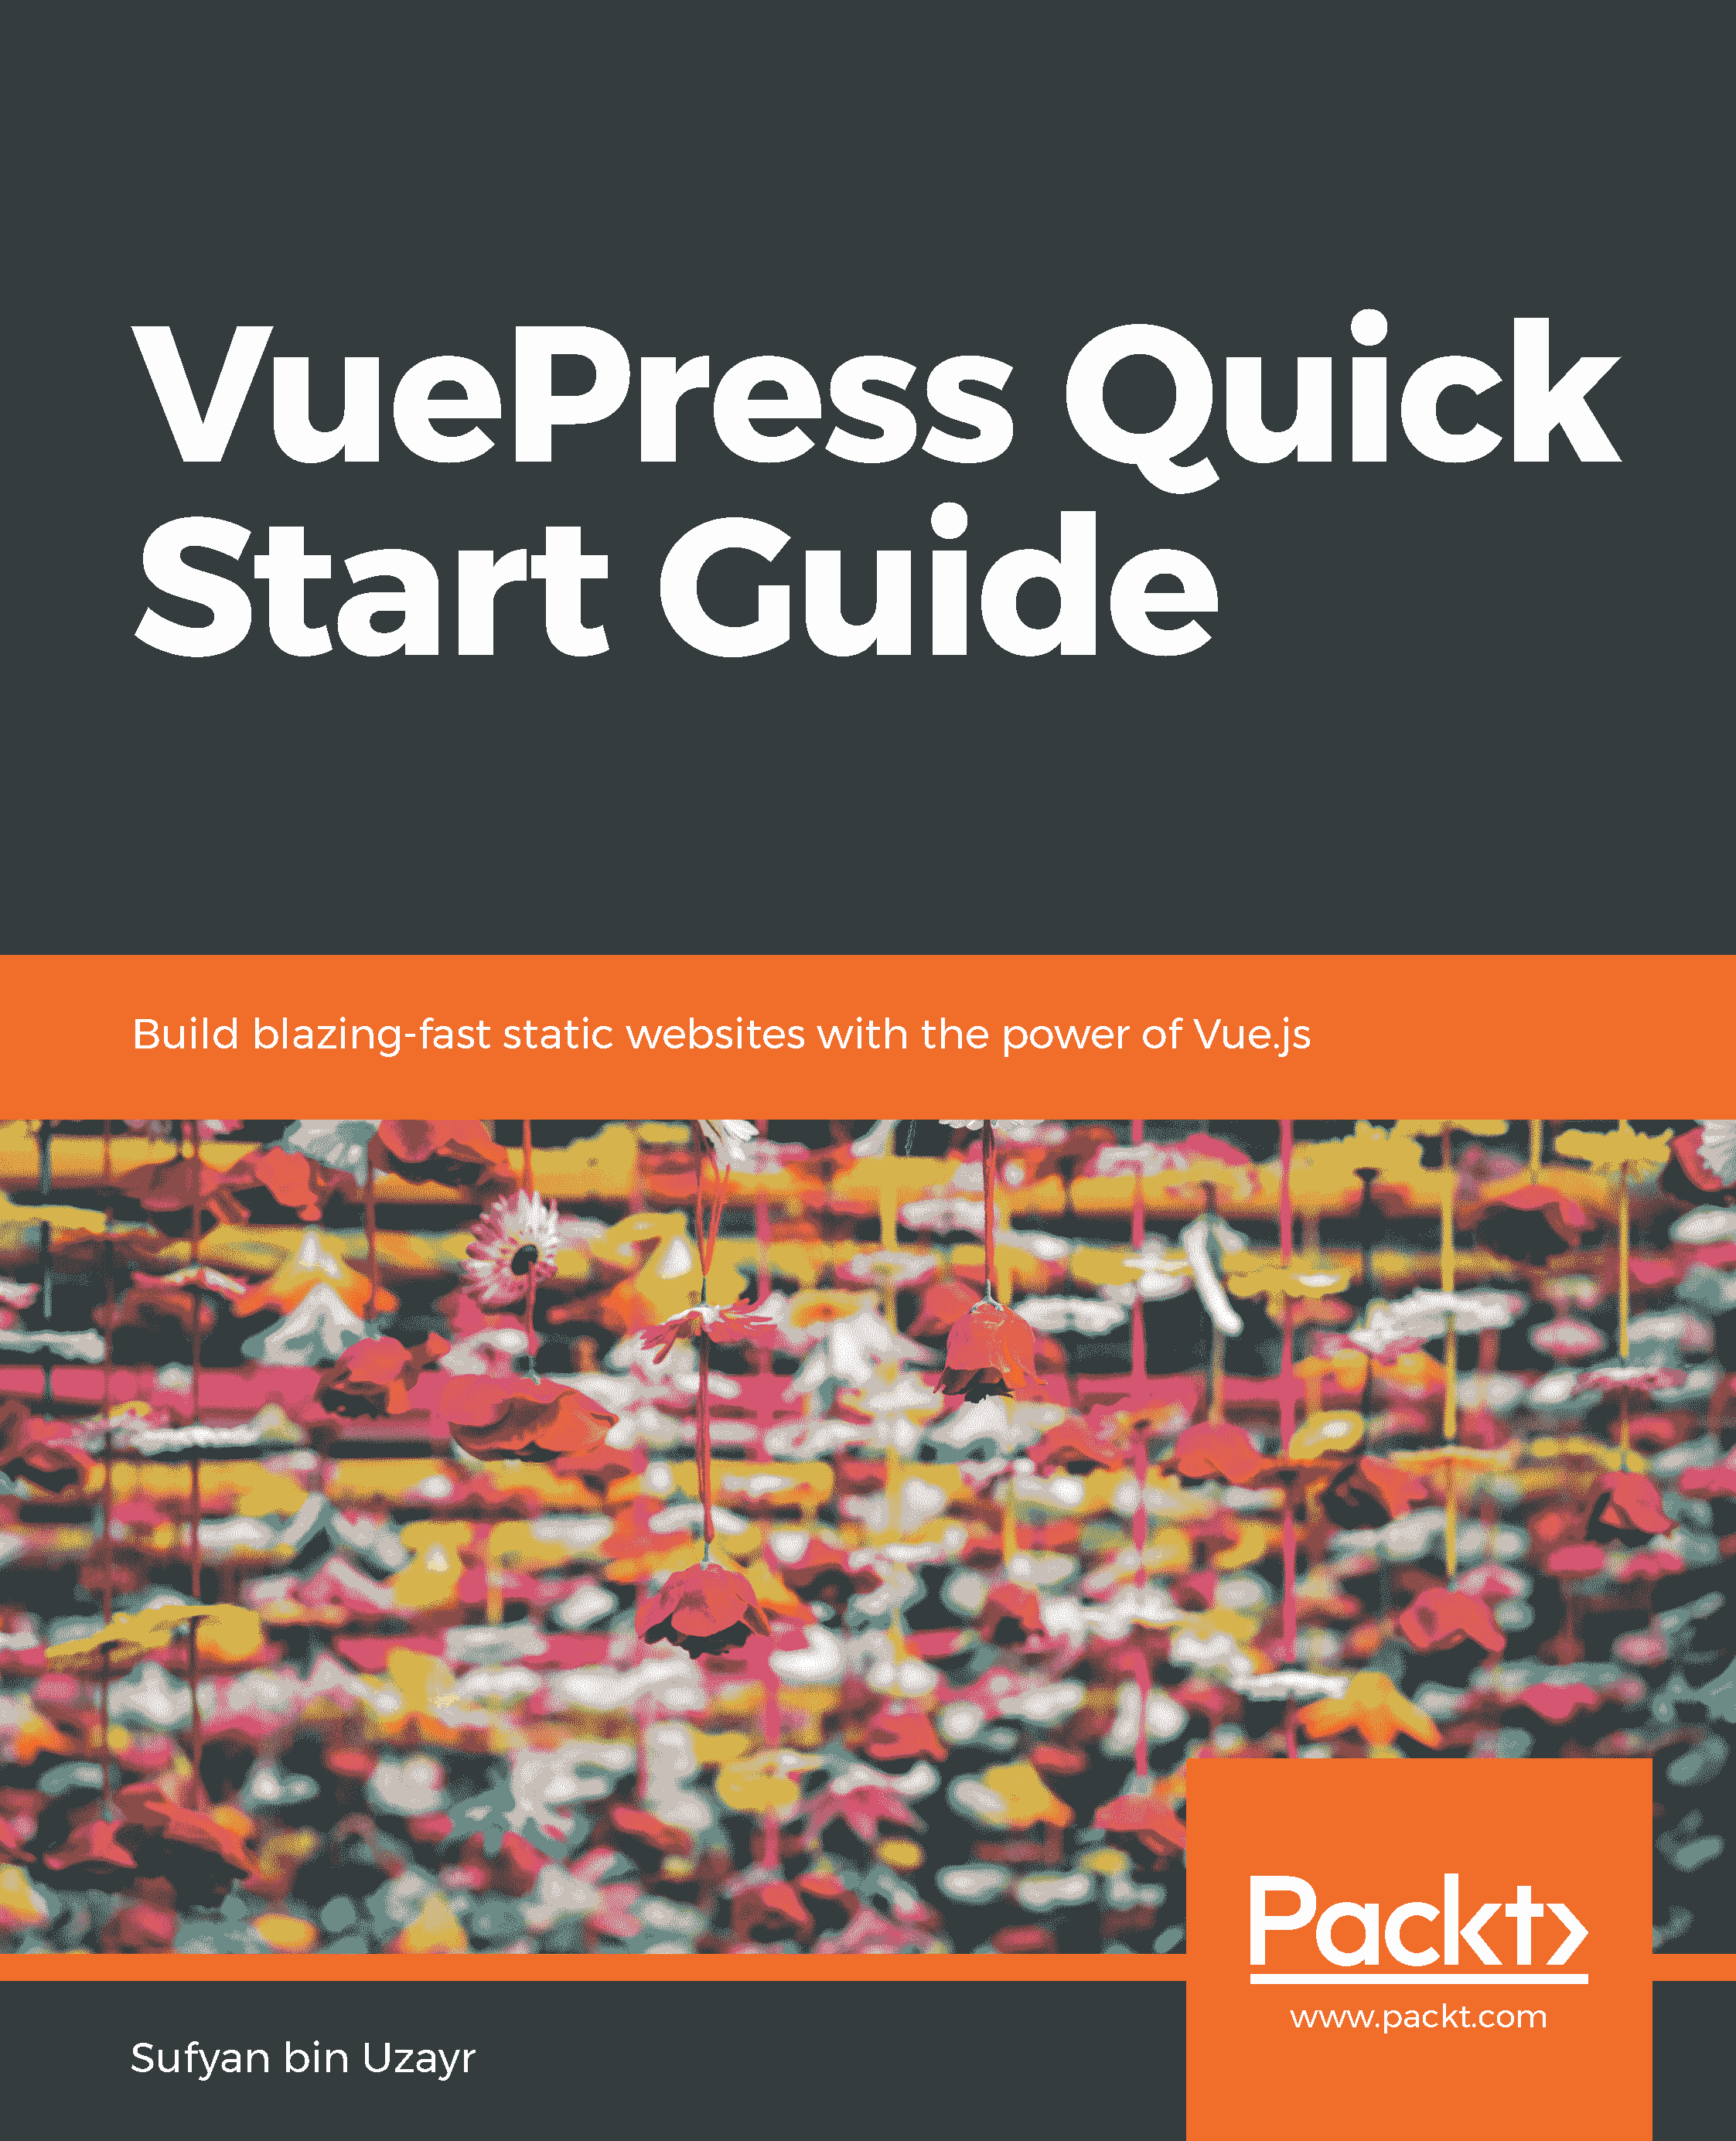 VuePress Quick
Start Guide
Build blazing-fast static websites with the power of Vue.js
Packt>
www.packt.com
Sufyan bin Uzayr